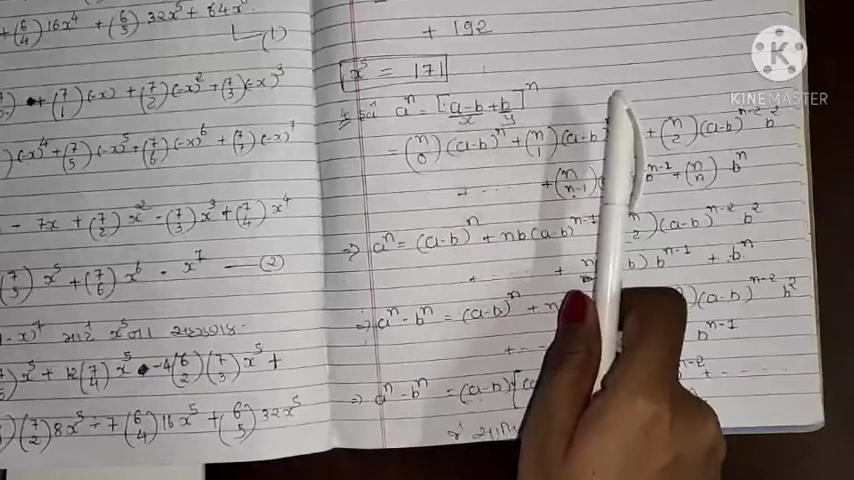 + (6 4) 16x⁴ + (6 5) 32x⁵ + 64x⁶
(1)
+ (7 1)(-x) + (7 2)(-x)² + (7 3)(-x)³
)(-x)⁴ + (7 5)(-x)⁵ + (7 6)(-x)⁶ + (7 7)(-x)⁷
- 7x + (7 2) x² - (7 3) x³ + (7 4) x⁴
(7 5) x⁵ + (7 6) x⁶ - x⁷ — (2)
-x)⁷ માટે x⁵ ના સહગુણક
x⁵ + 12 (7 4) x⁵ - 4 (6 2)(7 3) x⁵ +
(7 2) 8x⁵ - 7 (6 4) 16x⁵ + (6 5) 32x⁵
+ 192
x⁵ = 171
aⁿ = [a-b + b]ⁿ
x y
= (n 0)(a-b)ⁿ + (n 1)(a-b) + (n 2)(a-b)ⁿ⁻² b²
+ ..... + (n n-1) bⁿ⁻¹ + (n n) bⁿ
⇒ aⁿ = (a-b)ⁿ + nb(a-b)ⁿ⁻¹ 2)(a-b)ⁿ⁻² b²
+ ..... + n b) bⁿ⁻¹ + bⁿ
⇒ aⁿ - bⁿ = (a-b)ⁿ + n )(a-b)ⁿ⁻² b²
+ ... bⁿ⁻¹
⇒ aⁿ - bⁿ = (a-b) [ n-2 + .....
KINEMASTER